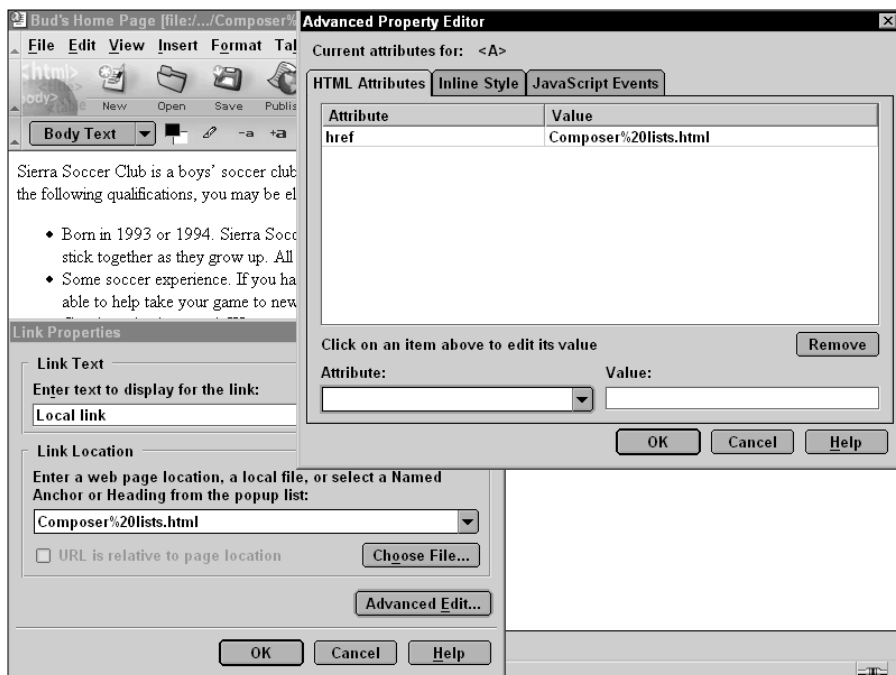 Bud's Home Page [file:/.../Composer%
File Edit View Insert Format Tal
<html>
body>
New Open Save Publis
Body Text
-a +a
Sierra Soccer Club is a boys' soccer club
the following qualifications, you may be el
• Born in 1993 or 1994. Sierra Socc
stick together as they grow up. All
• Some soccer experience. If you ha
able to help take your game to new
Link Properties
Link Text
Enter text to display for the link:
Local link
Link Location
Enter a web page location, a local file, or select a Named
Anchor or Heading from the popup list:
Composer%20lists.html
URL is relative to page location
Choose File...
Advanced Edit...
OK Cancel Help
Advanced Property Editor
Current attributes for: <A>
HTML Attributes Inline Style JavaScript Events
Attribute Value
href Composer%20lists.html
Click on an item above to edit its value
Remove
Attribute: Value:
OK Cancel Help